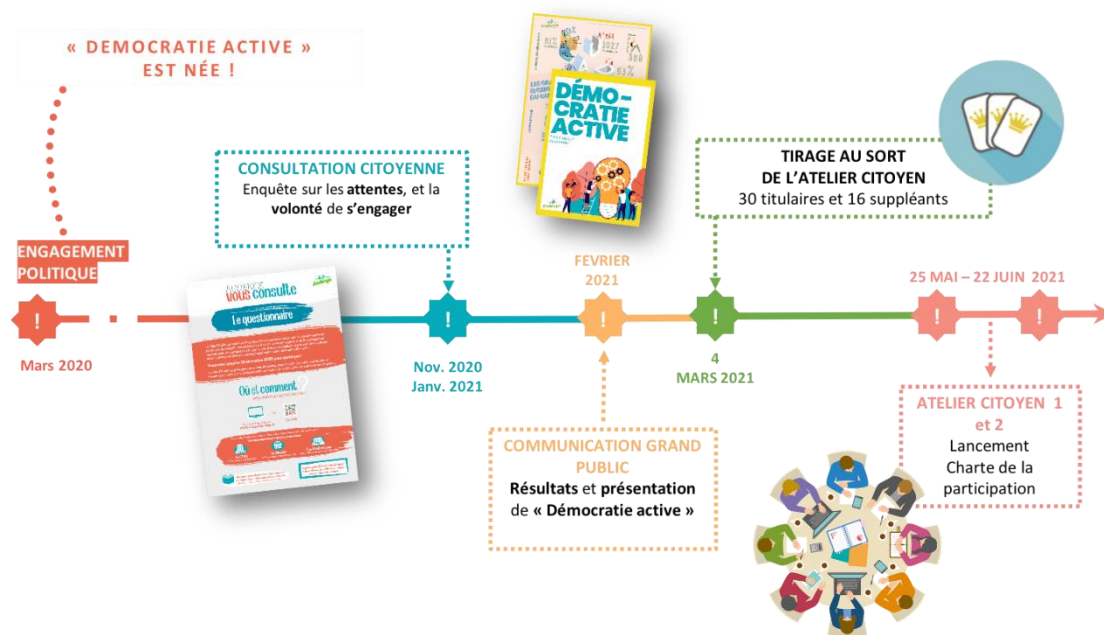 « DEMOCRATIE ACTIVE »
EST NÉE !
ENGAGEMENT
POLITIQUE
!
Mars 2020
vous consulte
Le questionnaire
Où et comment ?
CONSULTATION CITOYENNE
Enquête sur les attentes, et la
volonté de s’engager
!
Nov. 2020
Janv. 2021
DÉMO-
CRATIE
ACTIVE
FEVRIER
2021
!
COMMUNICATION GRAND
PUBLIC
Résultats et présentation
de « Démocratie active »
TIRAGE AU SORT
DE L’ATELIER CITOYEN
30 titulaires et 16 suppléants
!
4
MARS 2021
25 MAI – 22 JUIN 2021
!
!
ATELIER CITOYEN 1
et 2
Lancement
Charte de la
participation